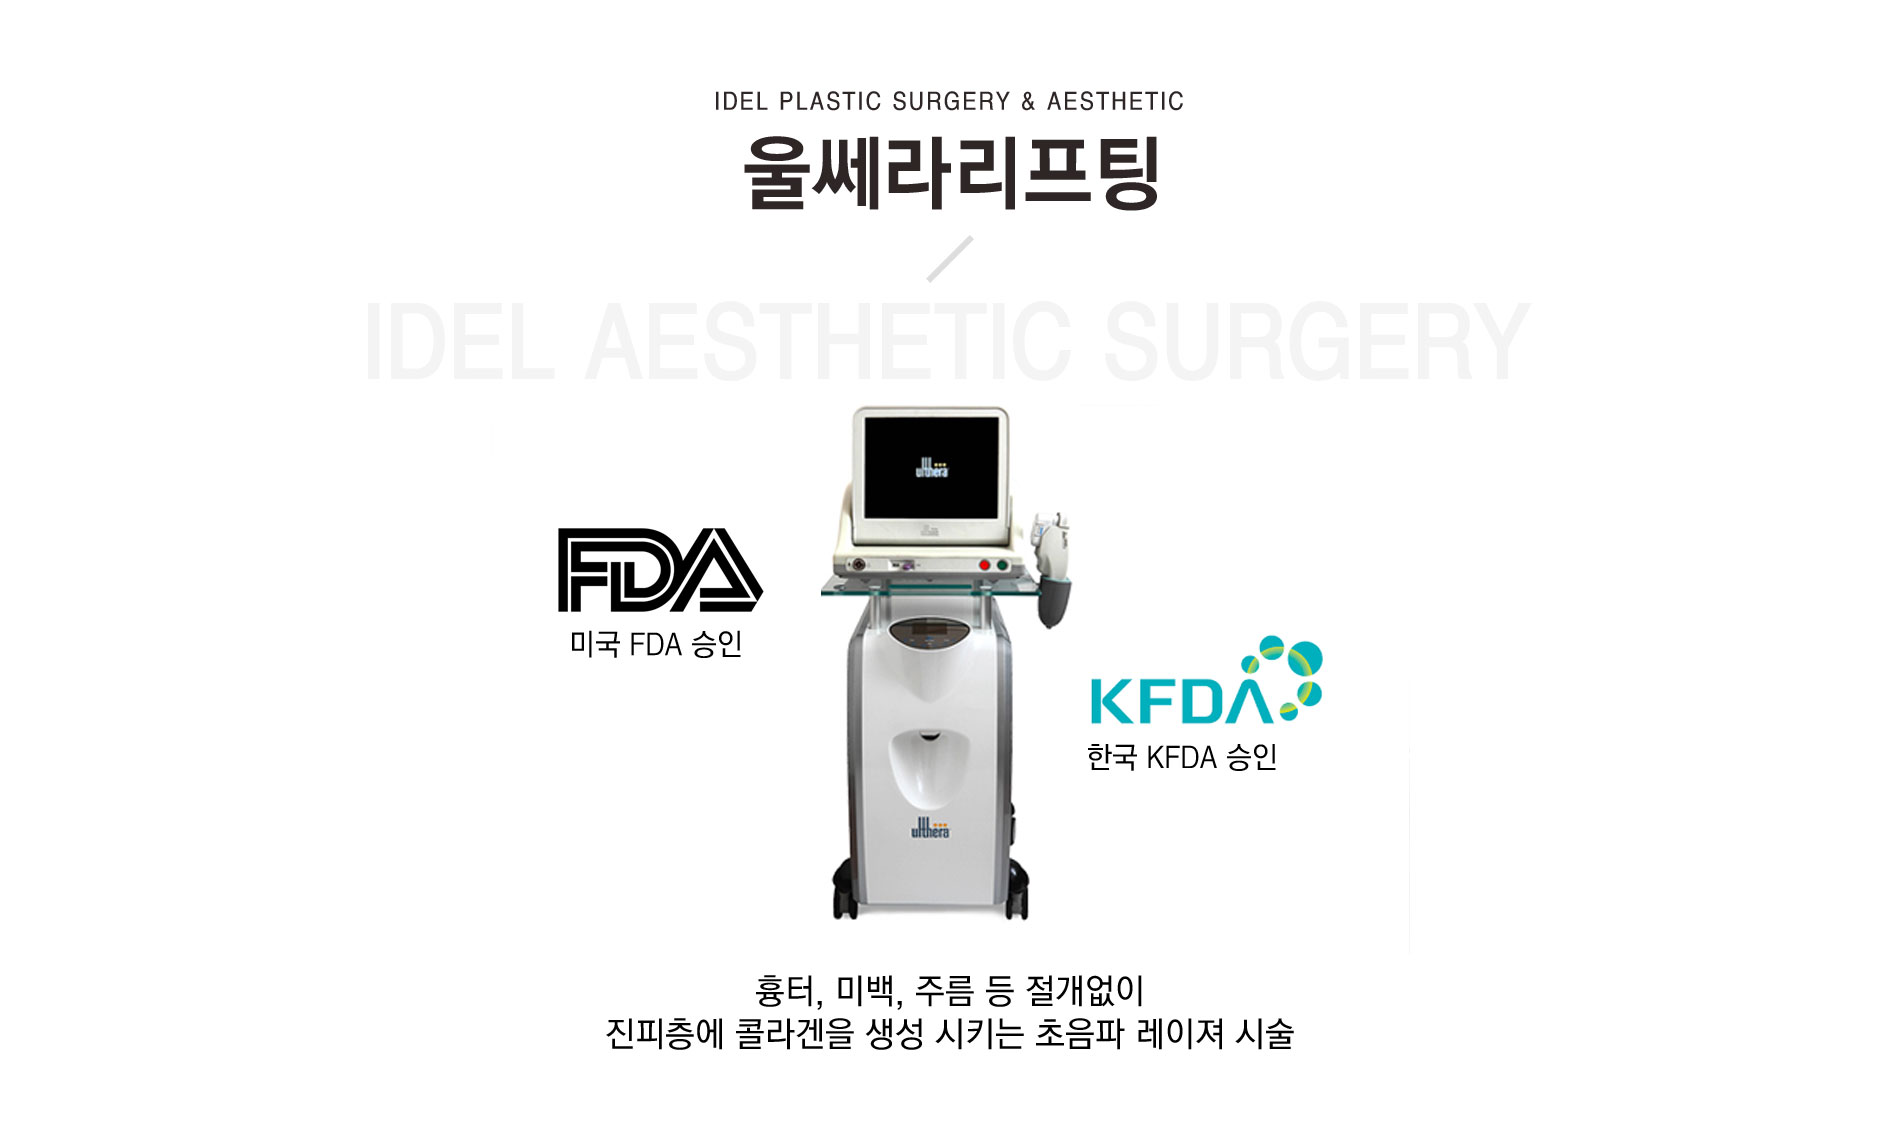 IDEL PLASTIC SURGERY & AESTHETIC
울쎄라리프팅
IDEL AESTHETIC SURGERY
ulthera
FDA
미국 FDA 승인
KFDA
한국 KFDA 승인
ulthera
흉터, 미백, 주름 등 절개없이
진피층에 콜라겐을 생성 시키는 초음파 레이져 시술